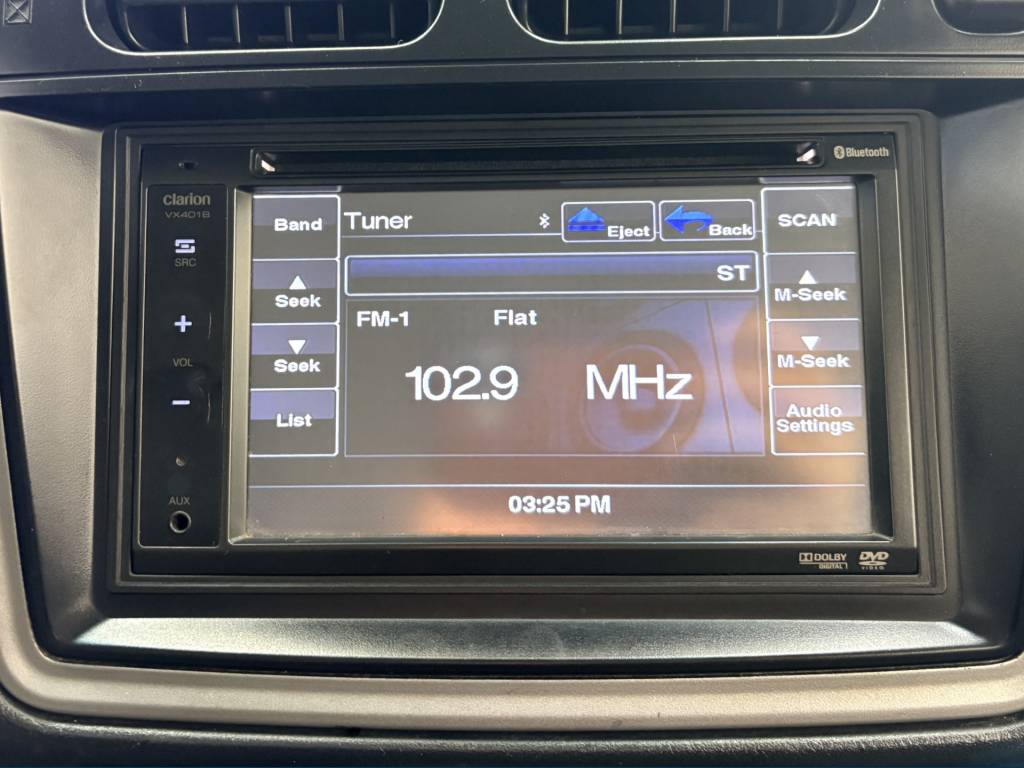 Bluetooth
clarion
VX401B
SRC
+
VOL
−
AUX
Band
Tuner
Eject
Back
SCAN
ST
▲
Seek
▲
M-Seek
FM-1 Flat
▼
Seek
▼
M-Seek
102.9 MHz
List
Audio
Settings
03:25 PM
DOLBY
DIGITAL
DVD
VIDEO